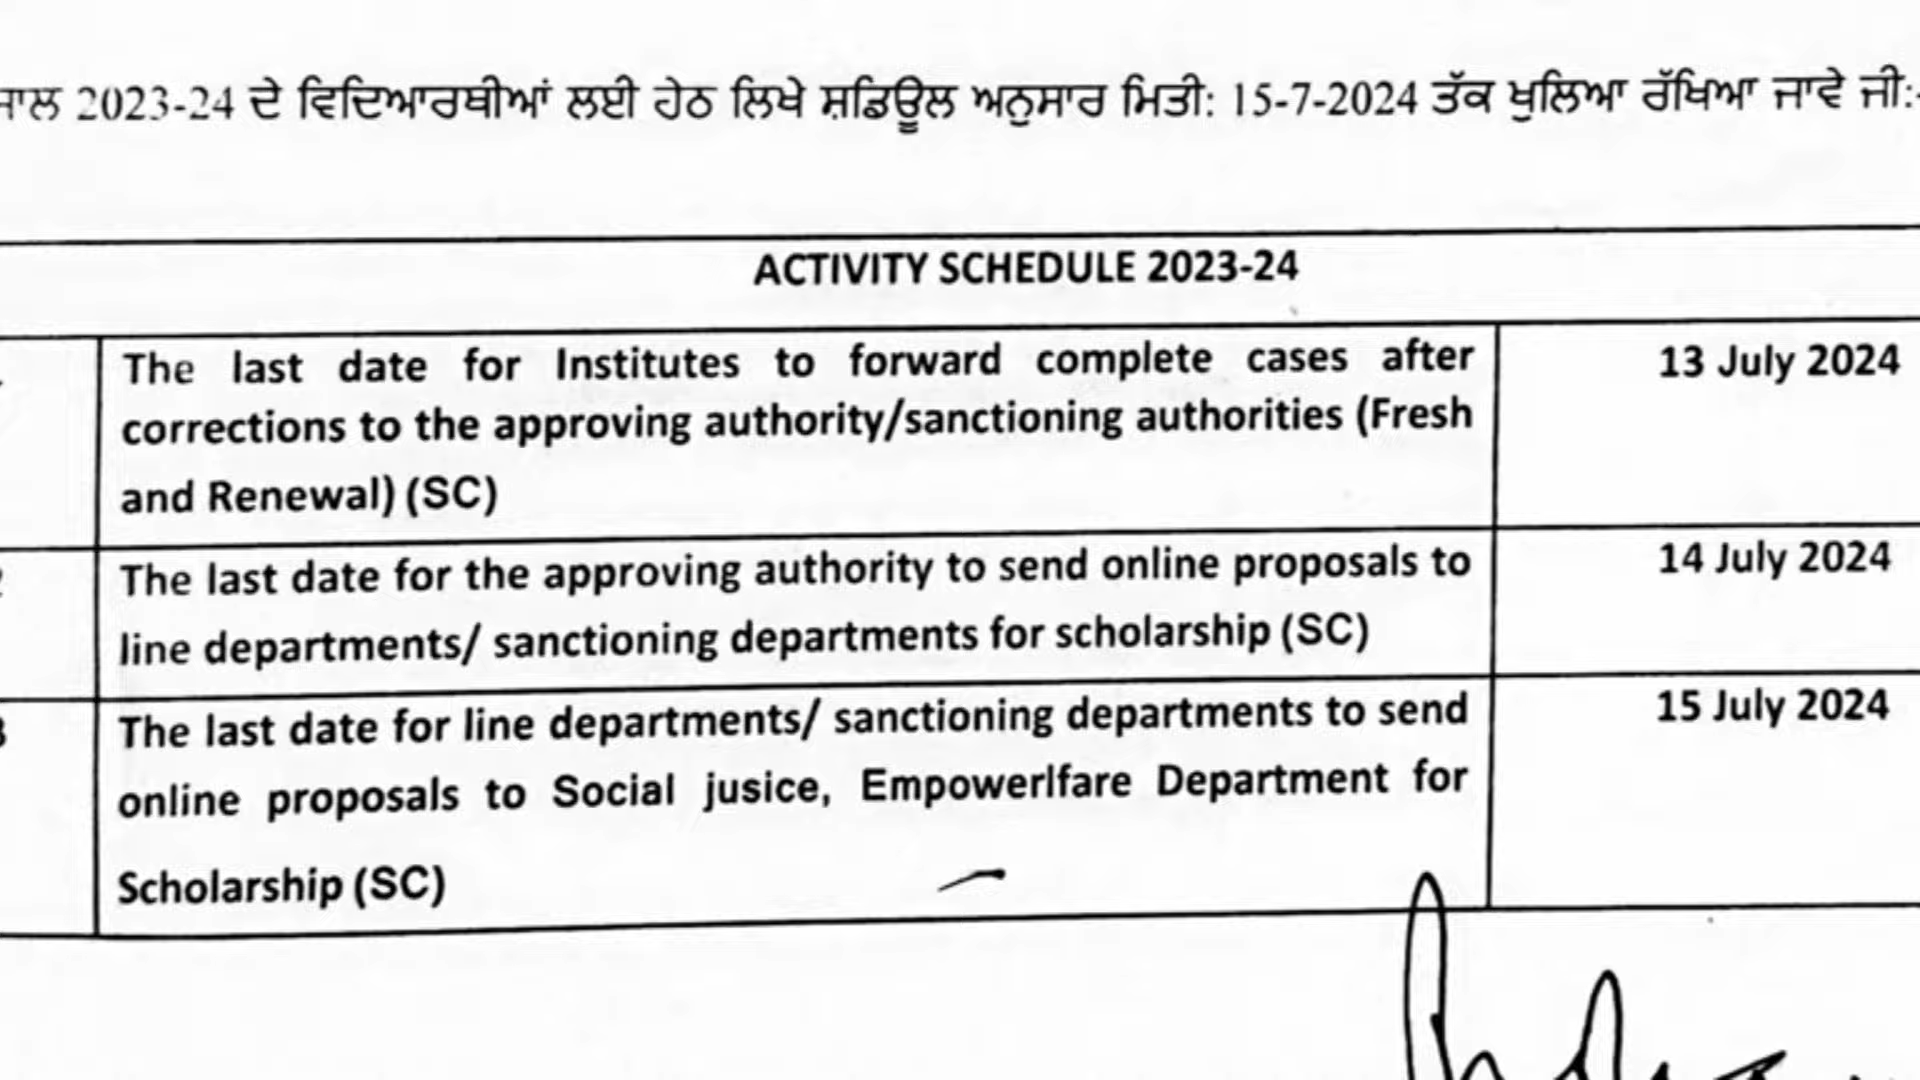 ਸਾਲ 2023-24 ਦੇ ਵਿਦਿਆਰਥੀਆਂ ਲਈ ਹੇਠ ਲਿਖੇ ਸ਼ਡਿਊਲ ਅਨੁਸਾਰ ਮਿਤੀ: 15-7-2024 ਤੱਕ ਖੁਲਿਆ ਰੱਖਿਆ ਜਾਵੇ ਜੀ:-
ACTIVITY SCHEDULE 2023-24
The last date for Institutes to forward complete cases after 13 July 2024
corrections to the approving authority/sanctioning authorities (Fresh
and Renewal) (SC)
2 The last date for the approving authority to send online proposals to 14 July 2024
line departments/ sanctioning departments for scholarship (SC)
3 The last date for line departments/ sanctioning departments to send 15 July 2024
online proposals to Social jusice, Empowerlfare Department for
Scholarship (SC)